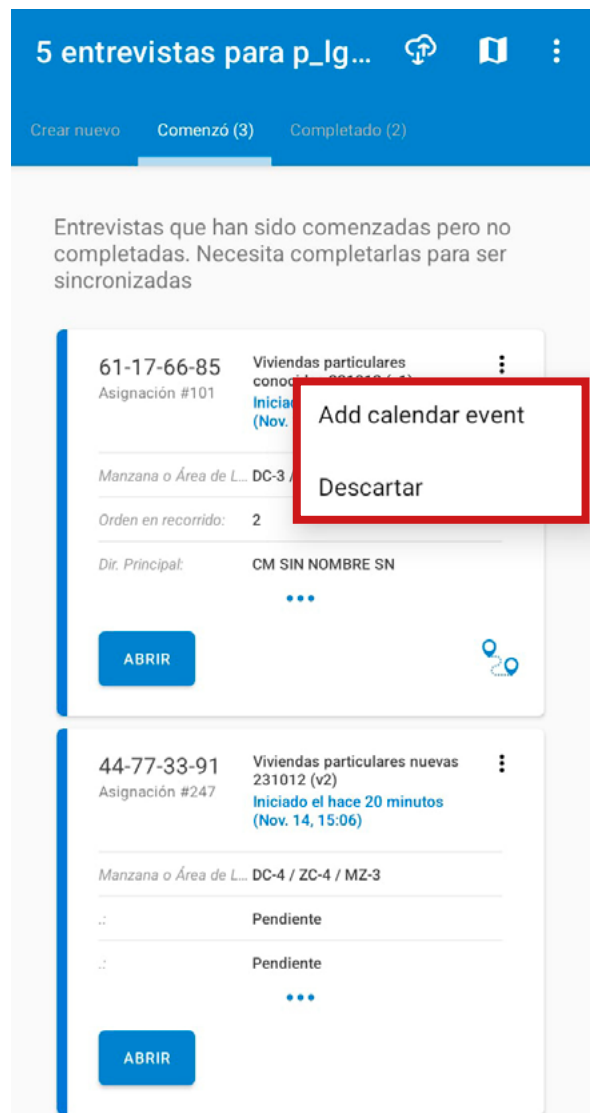 5 entrevistas para p_lg...
Crear nuevo Comenzó (3) Completado (2)
Entrevistas que han sido comenzadas pero no
completadas. Necesita completarlas para ser
sincronizadas
61-17-66-85
Asignación #101
Viviendas particulares
Add calendar event
Descartar
(Nov.
Manzana o Área de L... DC-3 /
Orden en recorrido: 2
Dir. Principal: CM SIN NOMBRE SN
ABRIR
44-77-33-91
Asignación #247
Viviendas particulares nuevas
231012 (v2)
Iniciado el hace 20 minutos
(Nov. 14, 15:06)
Manzana o Área de L... DC-4 / ZC-4 / MZ-3
.: Pendiente
.: Pendiente
ABRIR